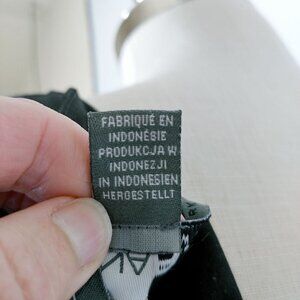 FABRIQUÉ EN
INDONÉSIE
PRODUKCJA W
INDONEZJI
IN INDONESIEN
HERGESTELLT